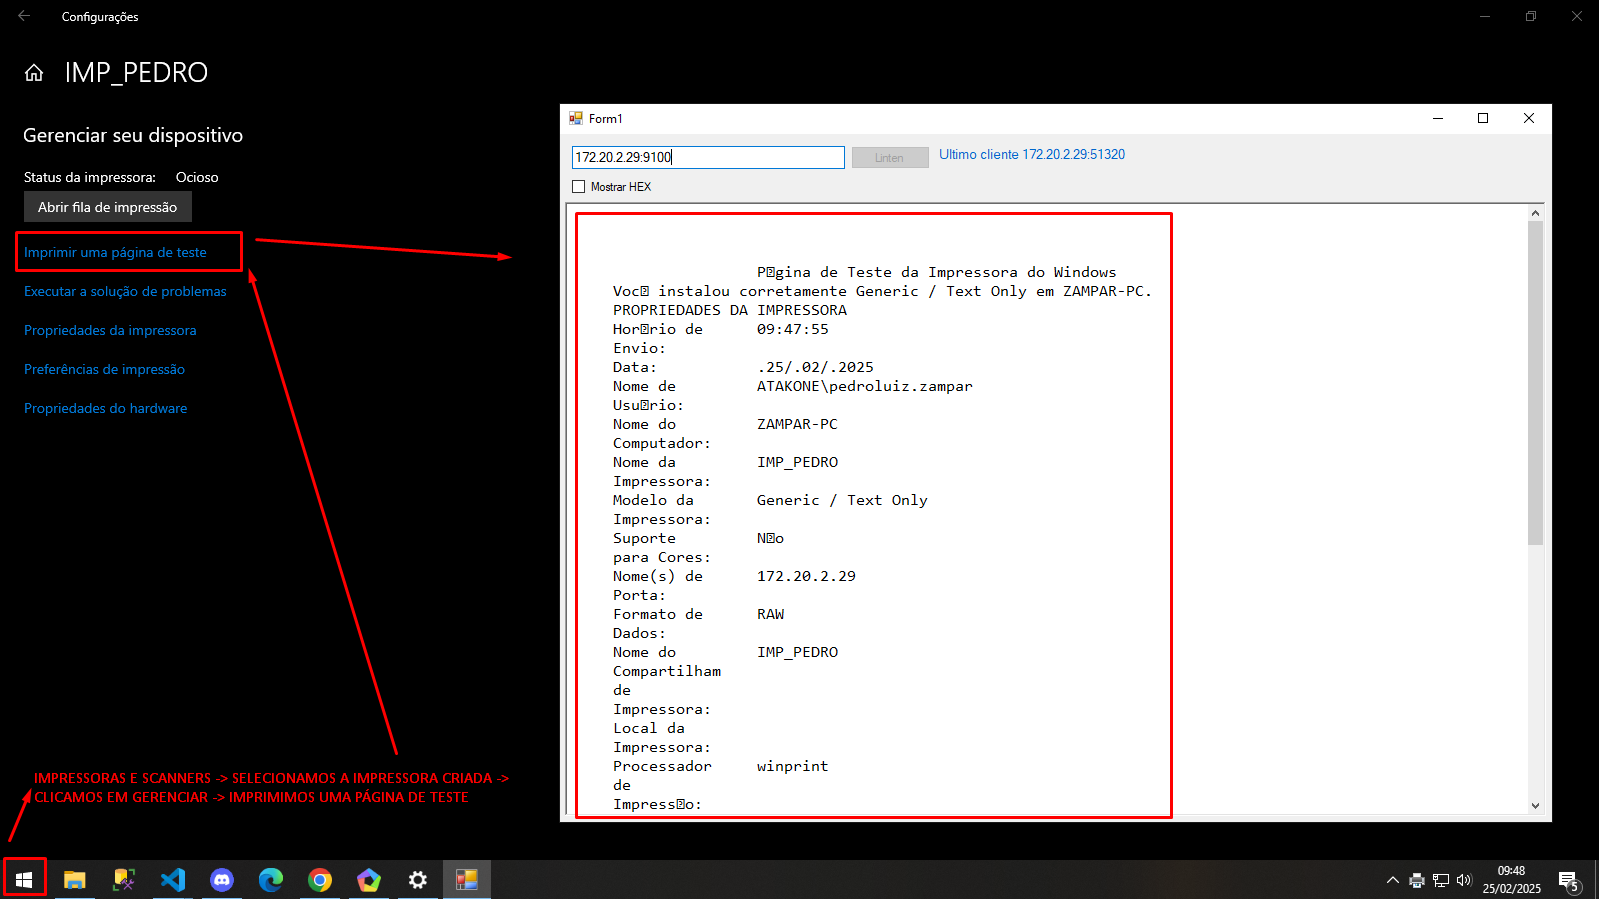 Configurações
IMP_PEDRO
Gerenciar seu dispositivo
Status da impressora: Ocioso
Abrir fila de impressão
Imprimir uma página de teste
Executar a solução de problemas
Propriedades da impressora
Preferências de impressão
Propriedades do hardware
IMPRESSORAS E SCANNERS -> SELECIONAMOS A IMPRESSORA CRIADA ->
CLICAMOS EM GERENCIAR -> IMPRIMIMOS UMA PÁGINA DE TESTE
Form1
172.20.2.29:9100
Linten
Ultimo cliente 172.20.2.29:51320
Mostrar HEX
P�gina de Teste da Impressora do Windows
Voc� instalou corretamente Generic / Text Only em ZAMPAR-PC.
PROPRIEDADES DA IMPRESSORA
Hor�rio de 09:47:55
Envio:
Data: .25/.02/.2025
Nome de ATAKONE\pedroluiz.zampar
Usu�rio:
Nome do ZAMPAR-PC
Computador:
Nome da IMP_PEDRO
Impressora:
Modelo da Generic / Text Only
Impressora:
Suporte N�o
para Cores:
Nome(s) de 172.20.2.29
Porta:
Formato de RAW
Dados:
Nome do IMP_PEDRO
Compartilham
de
Impressora:
Local da
Impressora:
Processador winprint
de
Impress�o:
09:48
25/02/2025
5